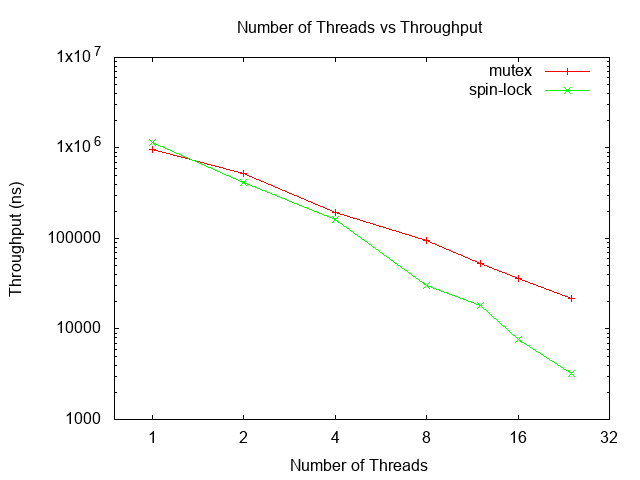 Number of Threads vs Throughput
1x10^7
mutex
spin-lock
1x10^6
Throughput (ns)
100000
10000
1000
1 2 4 8 16 32
Number of Threads